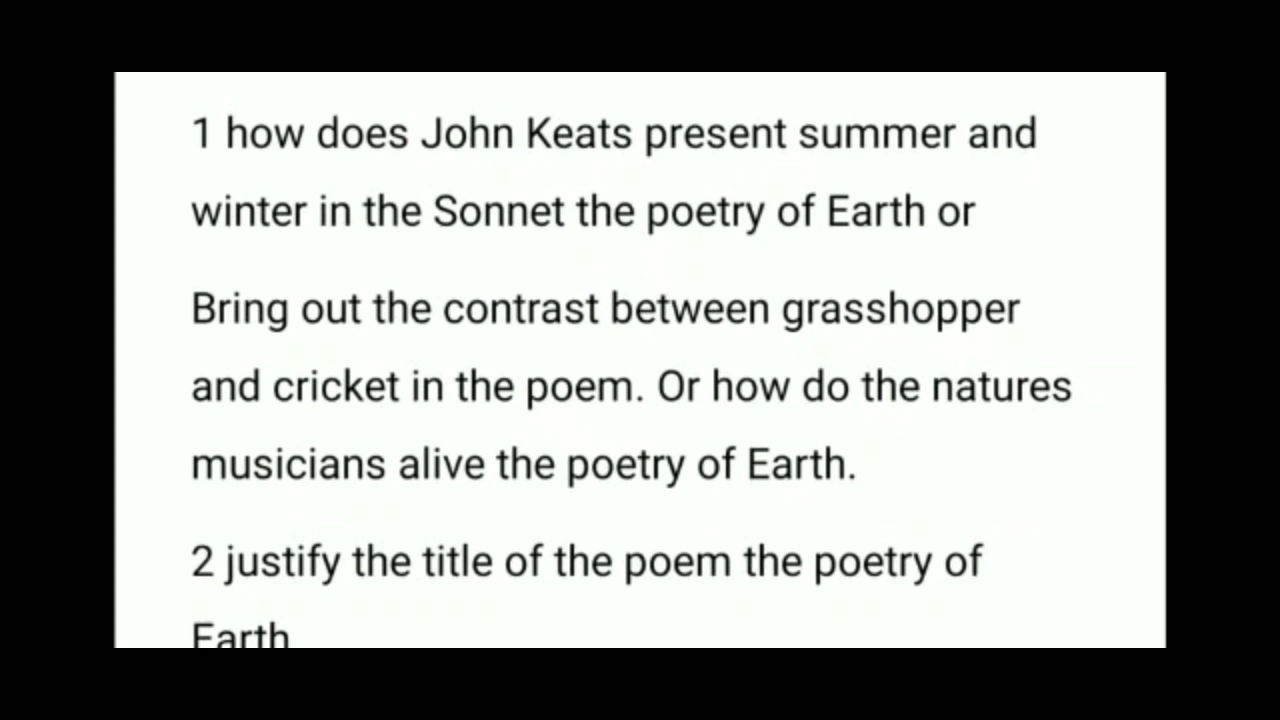 1 how does John Keats present summer and
winter in the Sonnet the poetry of Earth or
Bring out the contrast between grasshopper
and cricket in the poem. Or how do the natures
musicians alive the poetry of Earth.
2 justify the title of the poem the poetry of
Earth